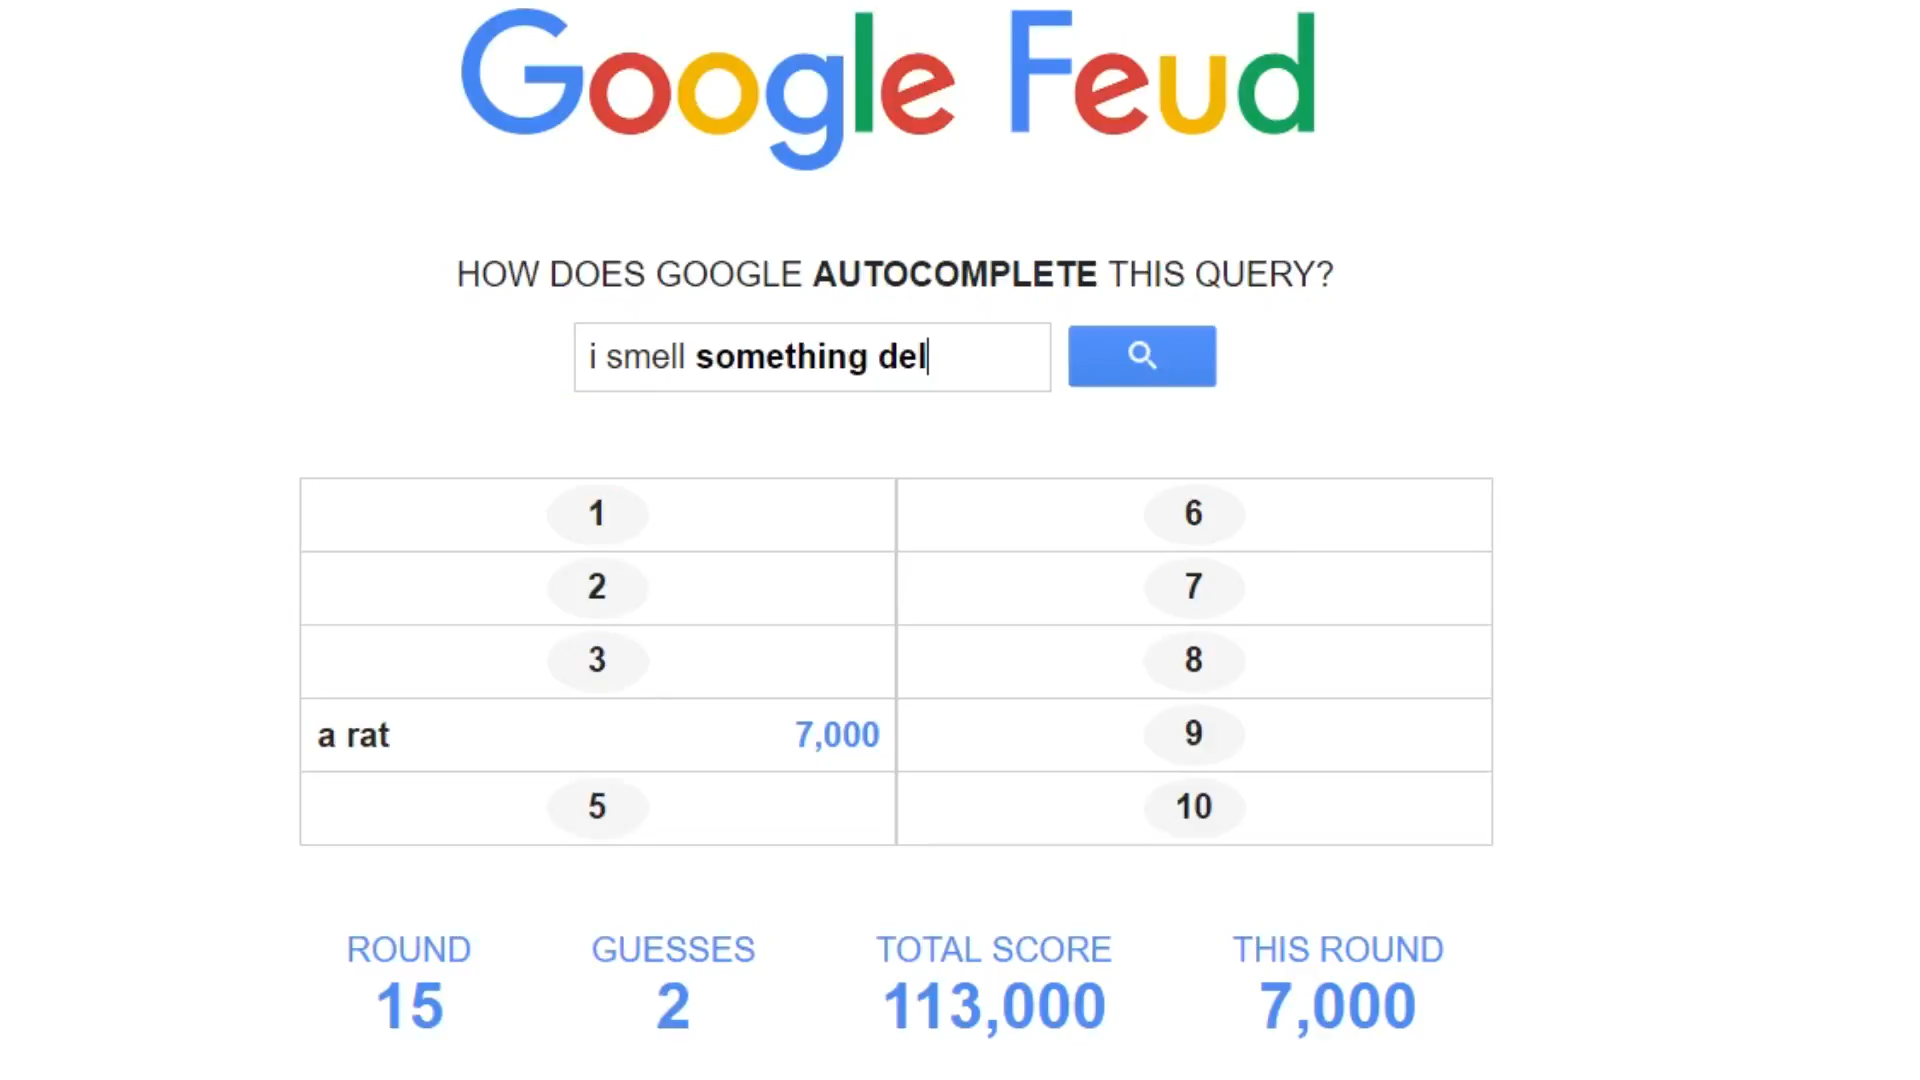 Google Feud
HOW DOES GOOGLE AUTOCOMPLETE THIS QUERY?
i smell something del
1
2
3
a rat 7,000
5
6
7
8
9
10
ROUND
15
GUESSES
2
TOTAL SCORE
113,000
THIS ROUND
7,000